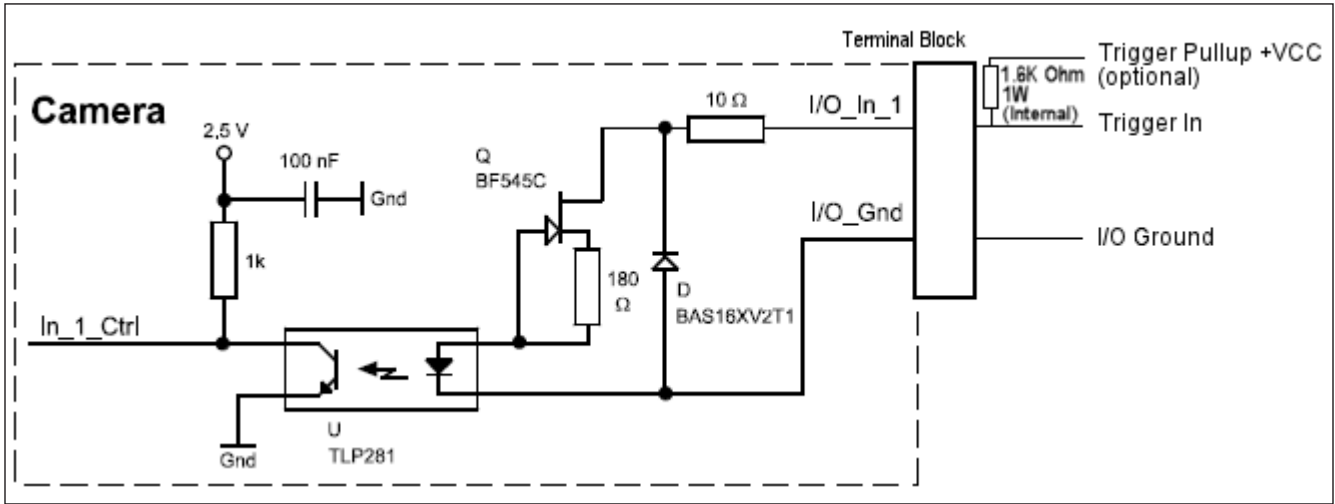 Terminal Block
Trigger Pullup +VCC
(optional)
1.6K Ohm
1W
(Internal)
Trigger In
Camera
10 Ω
I/O_In_1
2,5 V
100 nF
Gnd
Q
BF545C
I/O_Gnd
I/O Ground
1k
180
Ω
D
BAS16XV2T1
In_1_Ctrl
U
TLP281
Gnd